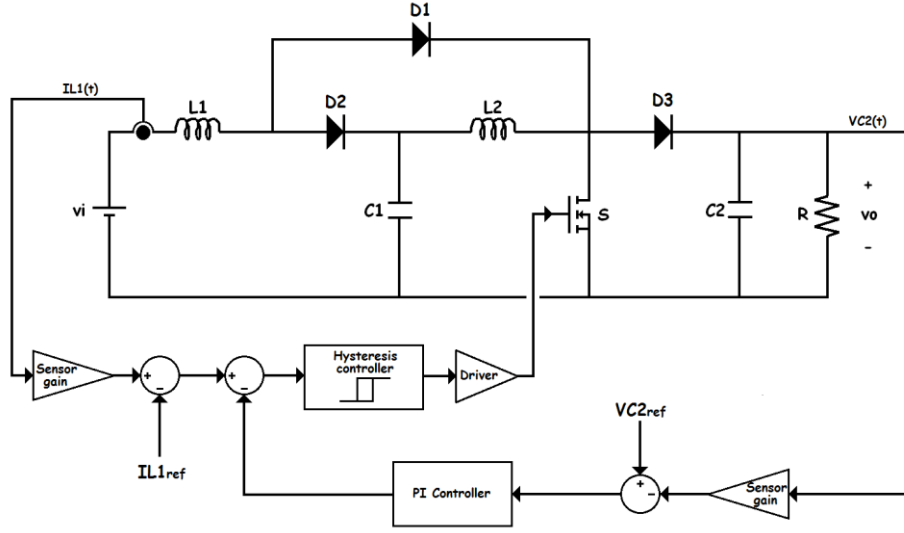 D1
IL1(t)
L1
D2
L2
D3
VC2(t)
vi
C1
S
C2
R
+
vo
-
Sensor
gain
+
-
+
-
Hysteresis
controller
Driver
IL1ref
VC2ref
PI Controller
+
-
Sensor
gain